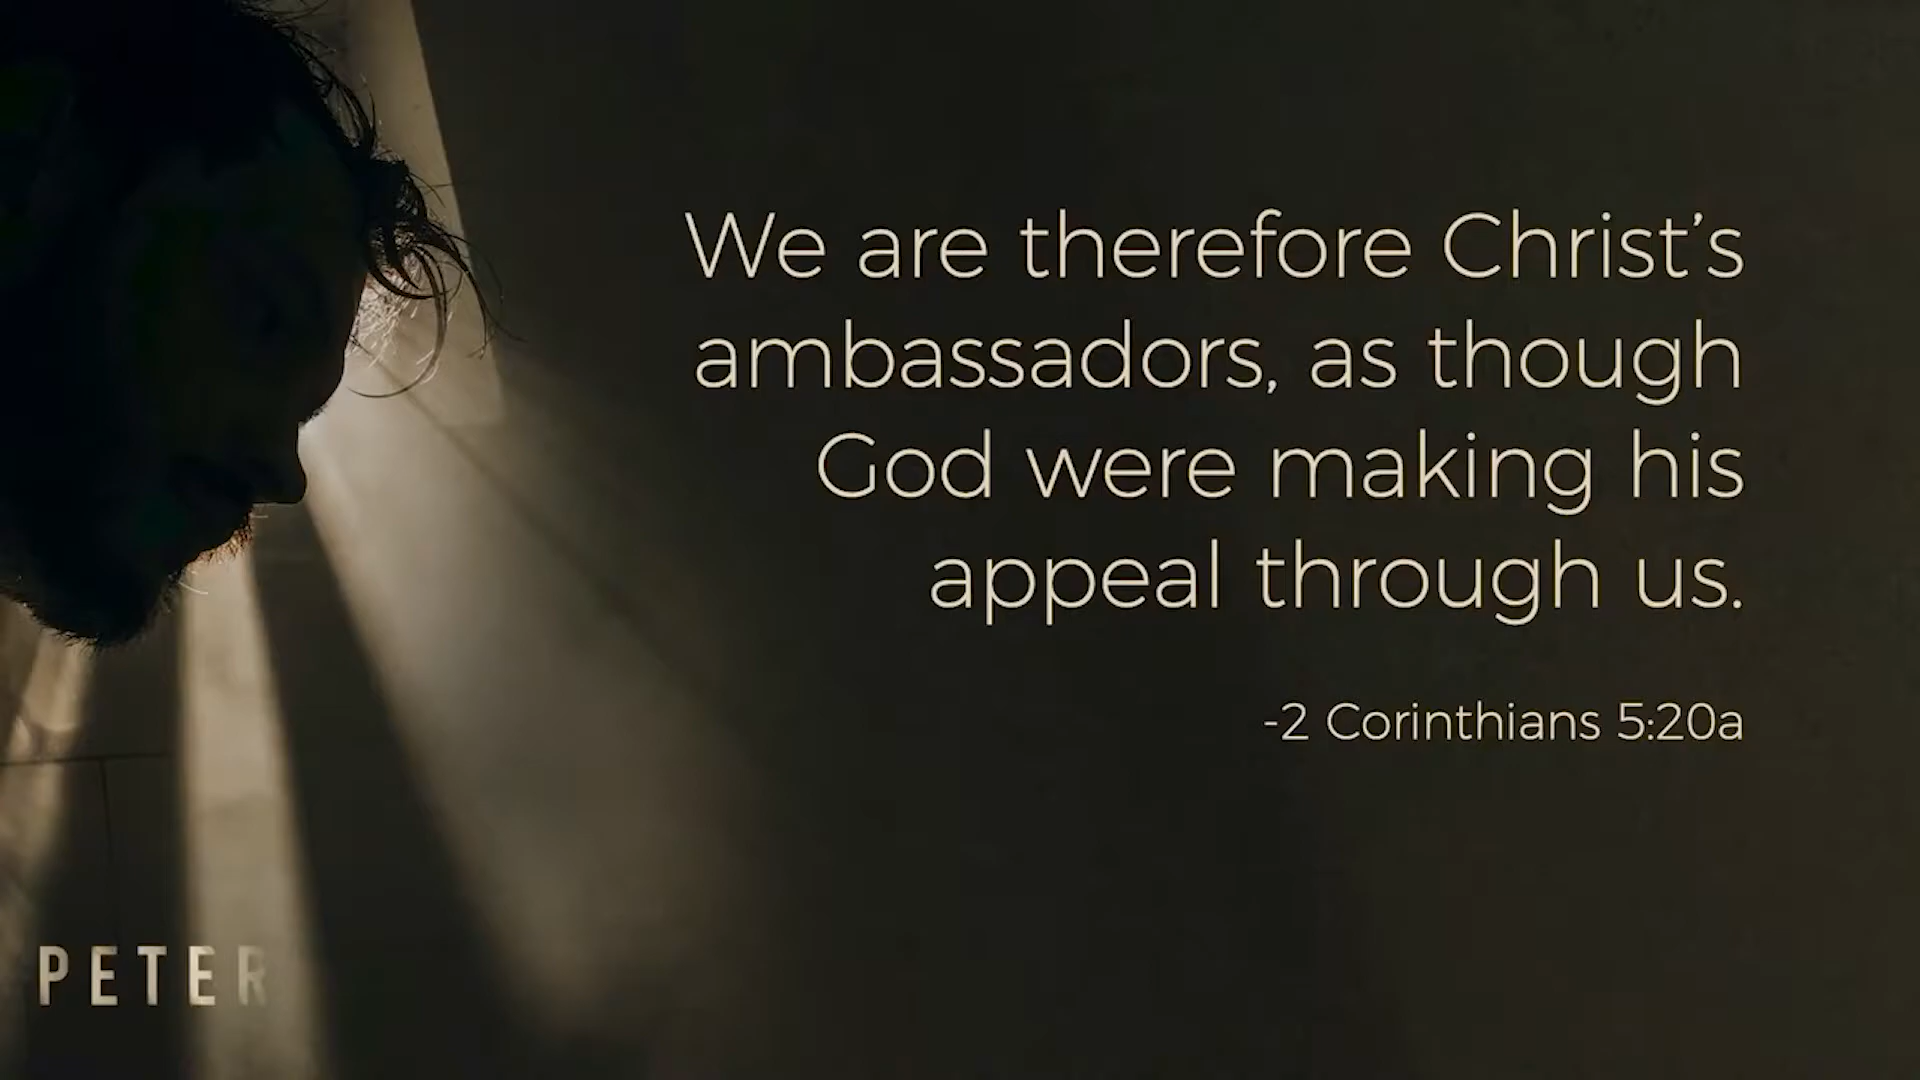 We are therefore Christ’s
ambassadors, as though
God were making his
appeal through us.
-2 Corinthians 5:20a
PETER